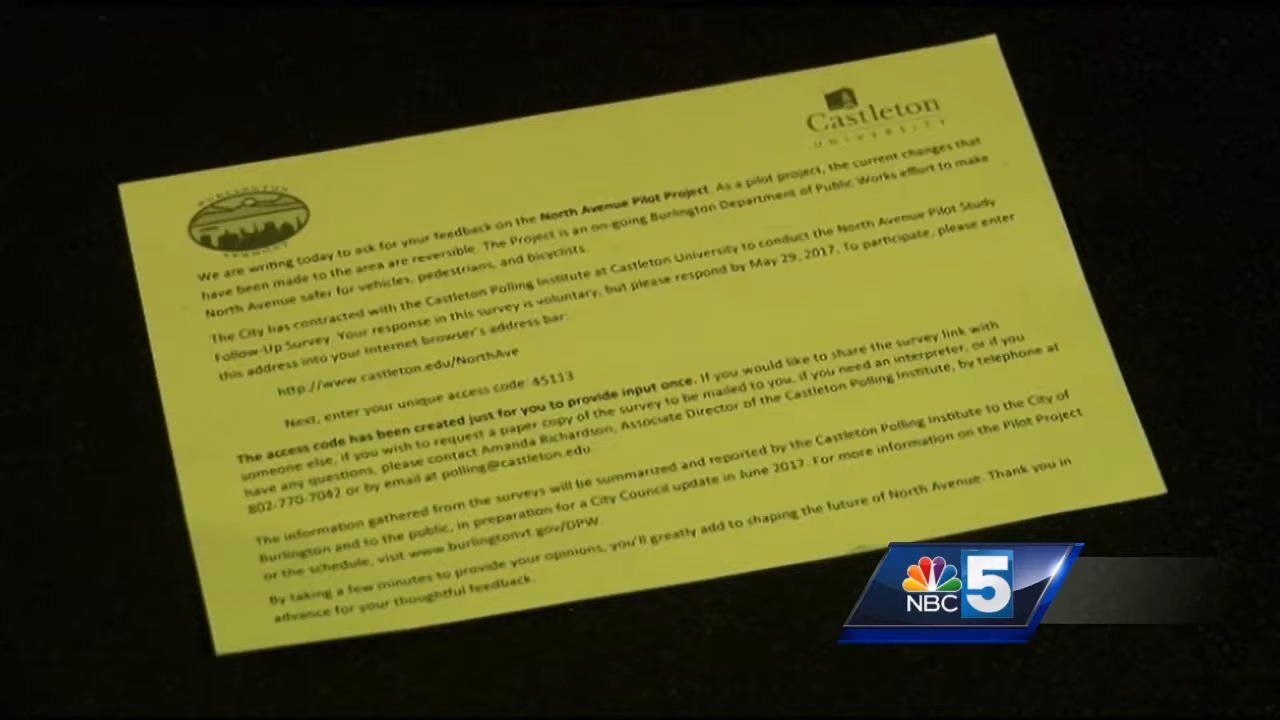 Castleton
UNIVERSITY
BURLINGTON
VERMONT
We are writing today to ask for your feedback on the North Avenue Pilot Project. As a pilot project, the current changes that
have been made to the area are reversible. The Project is an on-going Burlington Department of Public Works effort to make
North Avenue safer for vehicles, pedestrians, and bicyclists.
The City has contracted with the Castleton Polling Institute at Castleton University to conduct the North Avenue Pilot Study
Follow-Up Survey. Your response in this survey is voluntary, but please respond by May 29, 2017. To participate, please enter
this address into your Internet browser's address bar:
http://www.castleton.edu/NorthAve
Next, enter your unique access code: 45113
The access code has been created just for you to provide input once. If you would like to share the survey link with
someone else, if you wish to request a paper copy of the survey to be mailed to you, if you need an interpreter, or if you
have any questions, please contact Amanda Richardson, Associate Director of the Castleton Polling Institute, by telephone at
802-770-7042 or by email at polling@castleton.edu
The information gathered from the surveys will be summarized and reported by the Castleton Polling Institute to the City of
Burlington and to the public, in preparation for a City Council update in June 2017. For more information on the Pilot Project
or the schedule, visit www.burlingtonvt.gov/DPW.
By taking a few minutes to provide your opinions, you'll greatly add to shaping the future of North Avenue. Thank you in
advance for your thoughtful feedback.
NBC 5